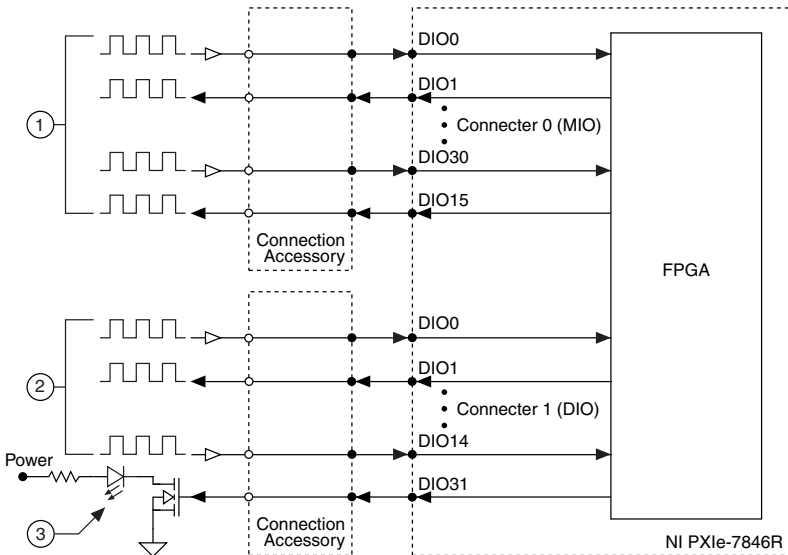 DIO0
DIO1
Connecter 0 (MIO)
1
DIO30
DIO15
Connection
Accessory
FPGA
DIO0
DIO1
2
Connecter 1 (DIO)
DIO14
Power
DIO31
3
Connection
Accessory
NI PXIe-7846R